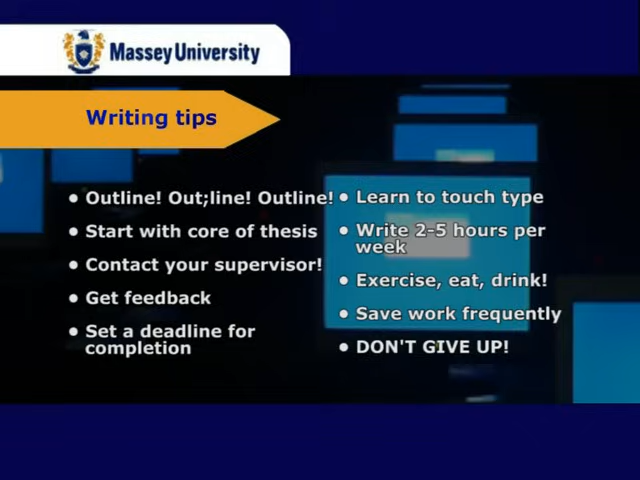 Massey University
Writing tips
• Outline! Out;line! Outline!
• Start with core of thesis
• Contact your supervisor!
• Get feedback
• Set a deadline for
completion
• Learn to touch type
• Write 2-5 hours per
week
• Exercise, eat, drink!
• Save work frequently
• DON'T GIVE UP!